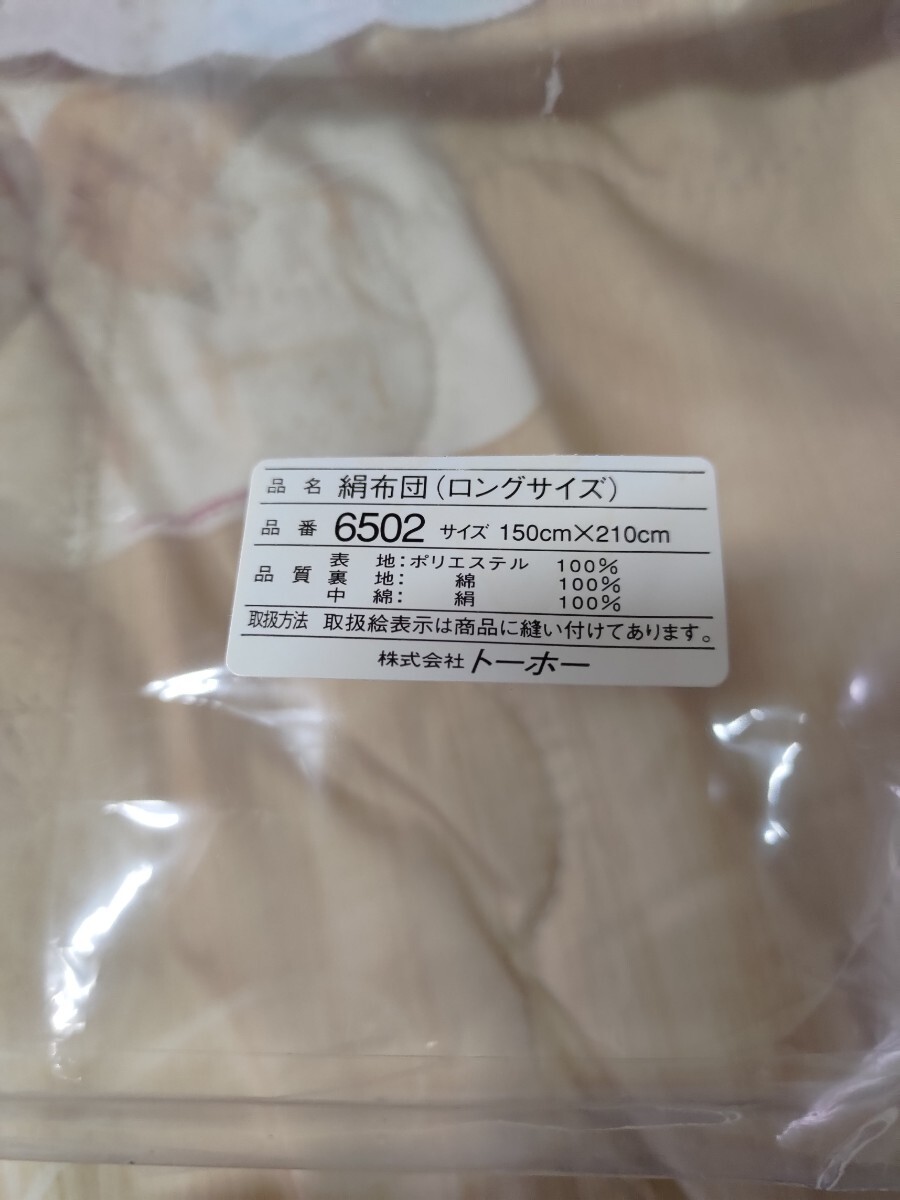 品名 絹布団(ロングサイズ)
品番 6502 サイズ 150cm×210cm
品質 表地:ポリエステル 100%
裏地: 綿 100%
中綿: 絹 100%
取扱方法 取扱絵表示は商品に縫い付けてあります。
株式会社トーホー